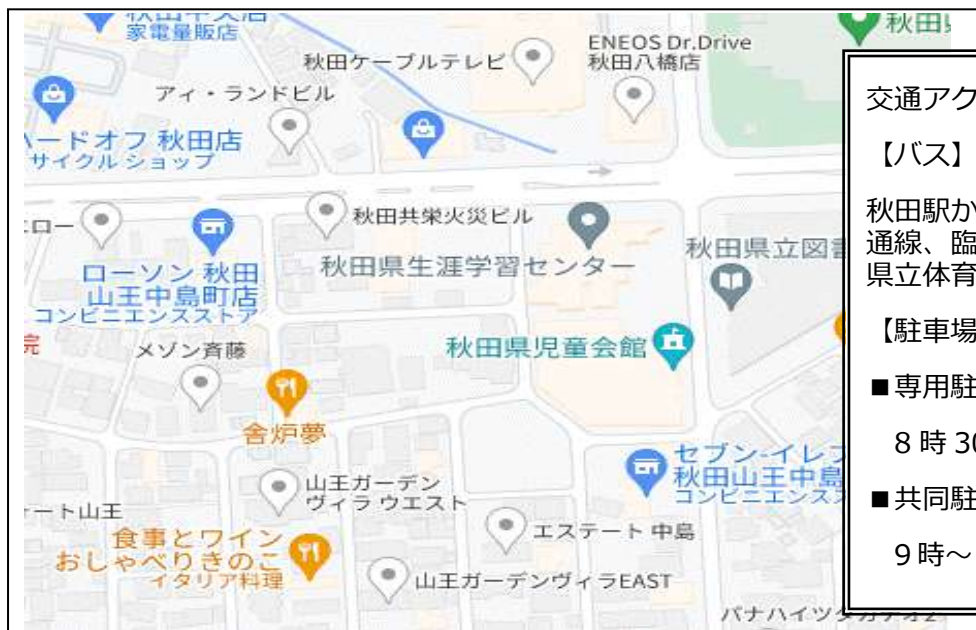 家電量販店
秋田県
ENEOS Dr.Drive
秋田八橋店
秋田ケーブルテレビ
アィ・ランドビル
ハードオフ 秋田店
サイクルショップ
秋田共栄火災ビル
ロー
ローソン 秋田
山王中島町店
コンビニエンスストア
秋田県生涯学習センター
秋田県立図書
メゾン斉藤
秋田県児童会館
舎炉夢
セブン-イレブ
秋田山王中島
コンビニエンスス
山王ガーデン
ヴィラ ウエスト
ート山王
エステート 中島
食事とワイン
おしゃべりきのこ
イタリア料理
山王ガーデンヴィラEAST
交通アク
【バス】
秋田駅か
通線、臨
県立体育
【駐車場
■専用駐
8時30
■共同駐
9時～